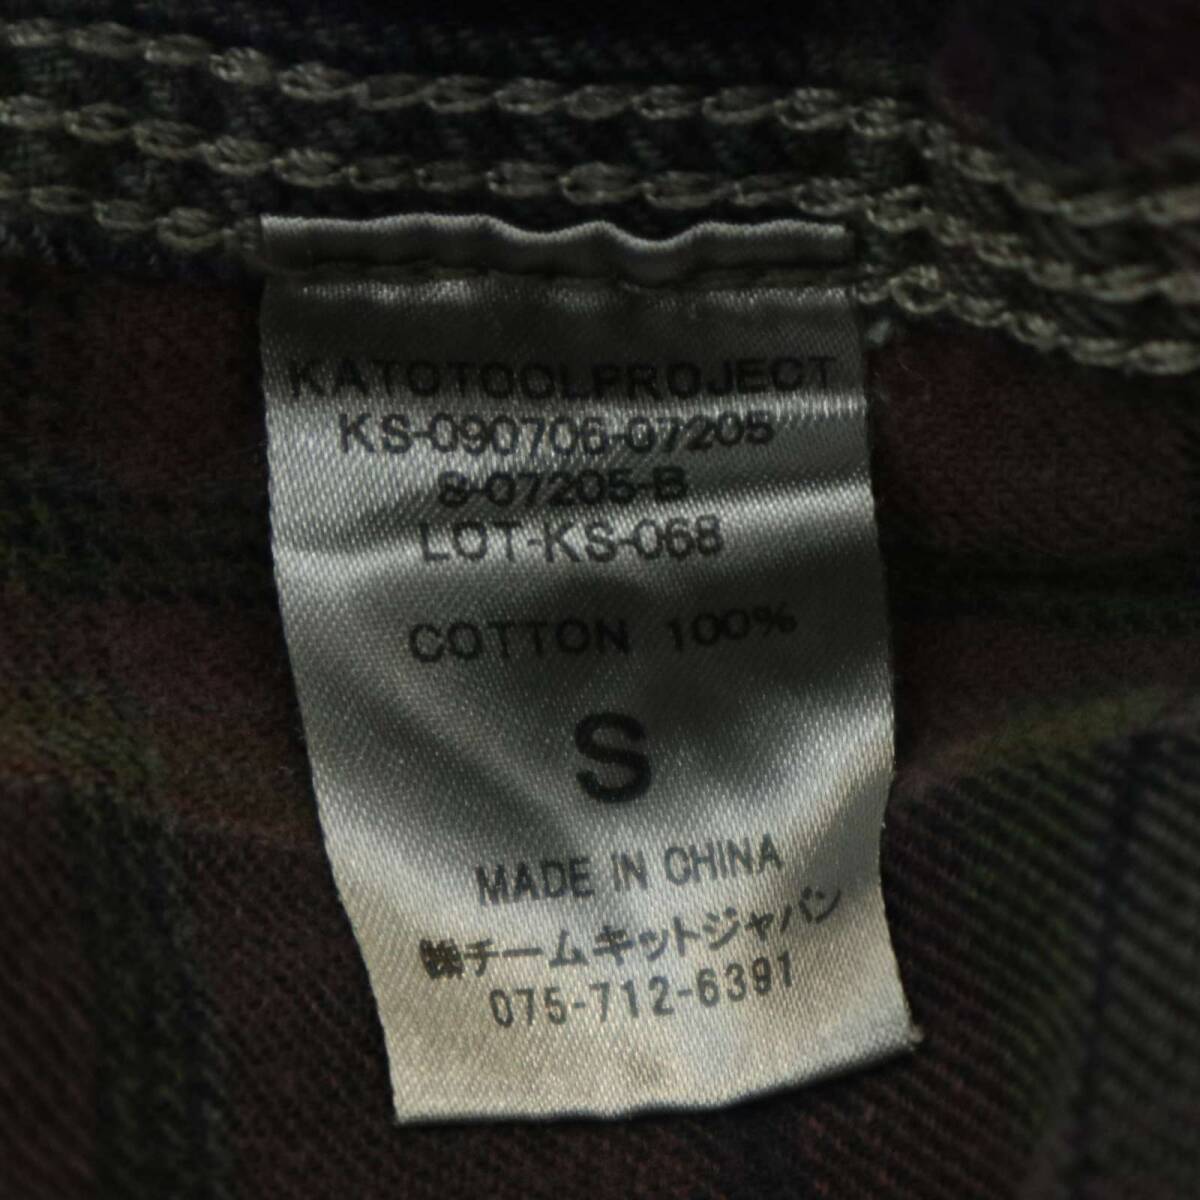 KATOTOOLPROJECT
KS-090706-07205
&-07205-B
LOT-KS-068
COTTON 100%
S
MADE IN CHINA
㈱チームキットジャパン
075-712-6391